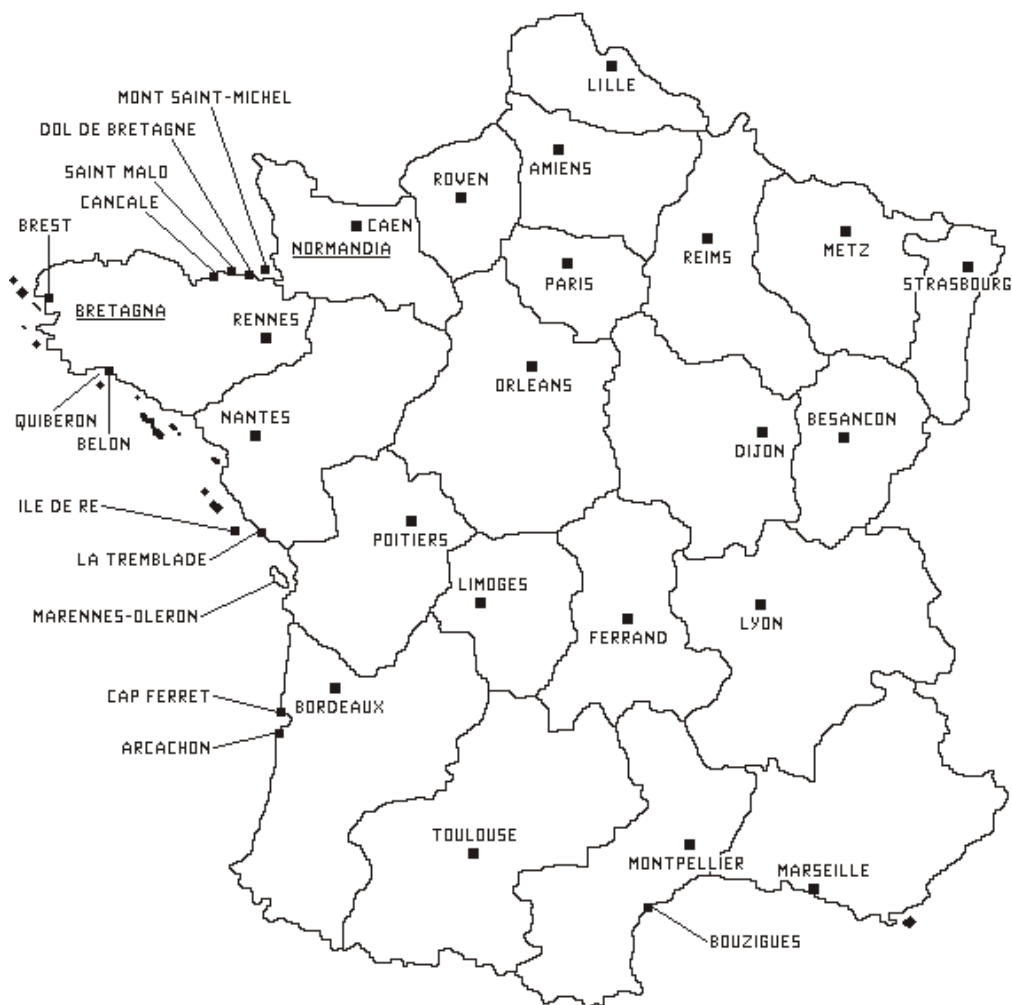 LILLE
MONT SAINT-MICHEL
DOL DE BRETAGNE
AMIENS
SAINT MALO
ROVEN
CANCALE
BREST
CAEN
NORMANDIA
REIMS
METZ
PARIS
STRASBOURG
BRETAGNA
RENNES
ORLEANS
NANTES
QUIBERON
BELON
BESANCON
DIJON
ILE DE RE
POITIERS
LA TREMBLADE
LIMOGES
MARENNES-OLERON
LYON
FERRAND
CAP FERRET
BORDEAUX
ARCACHON
TOULOUSE
MONTPELLIER
MARSEILLE
BOUZIGUES